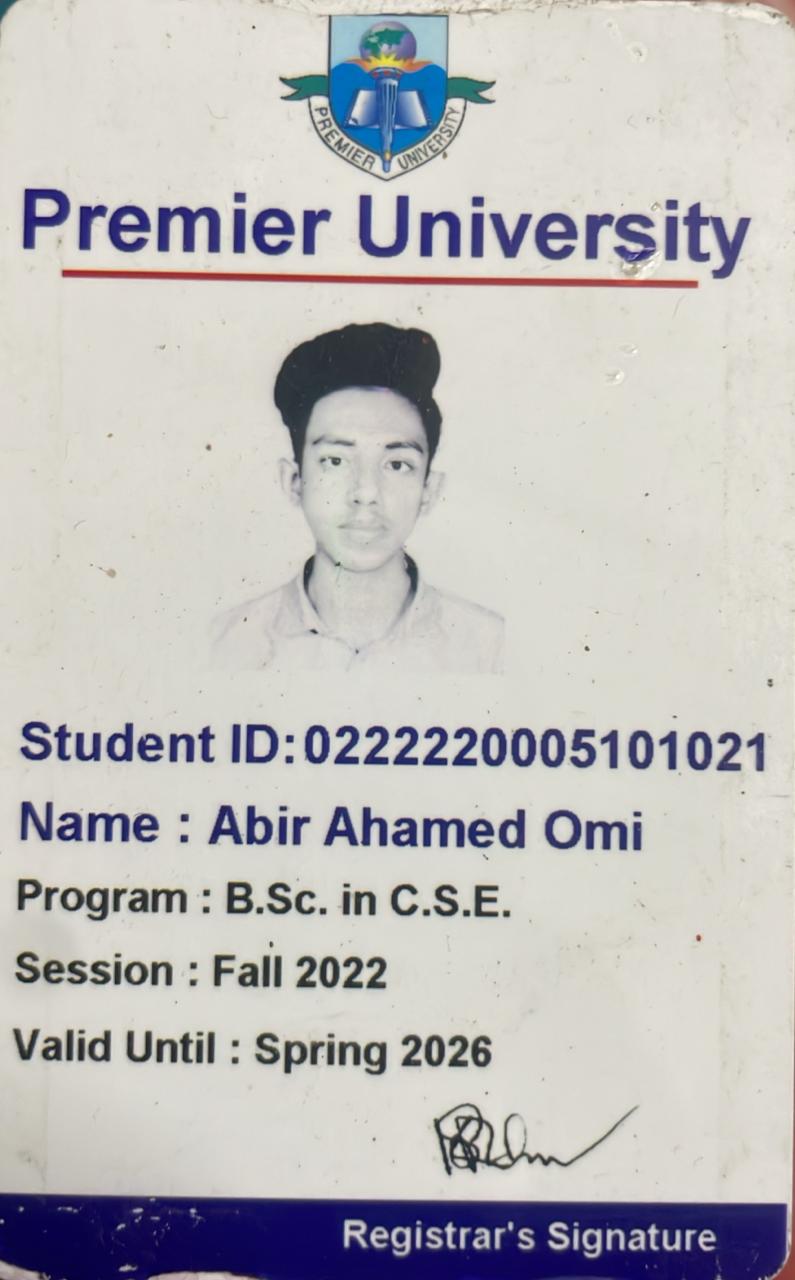 PREMIER UNIVERSITY
Premier University
Student ID:0222220005101021
Name : Abir Ahamed Omi
Program : B.Sc. in C.S.E.
Session : Fall 2022
Valid Until : Spring 2026
Registrar's Signature